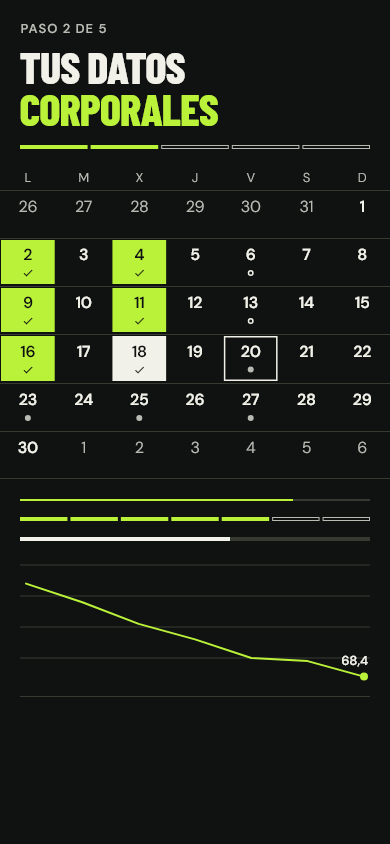 PASO 2 DE 5
TUS DATOS
CORPORALES
L M X J V S D
26 27 28 29 30 31 1
2 3 4 5 6 7 8
9 10 11 12 13 14 15
16 17 18 19 20 21 22
23 24 25 26 27 28 29
30 1 2 3 4 5 6
68,4